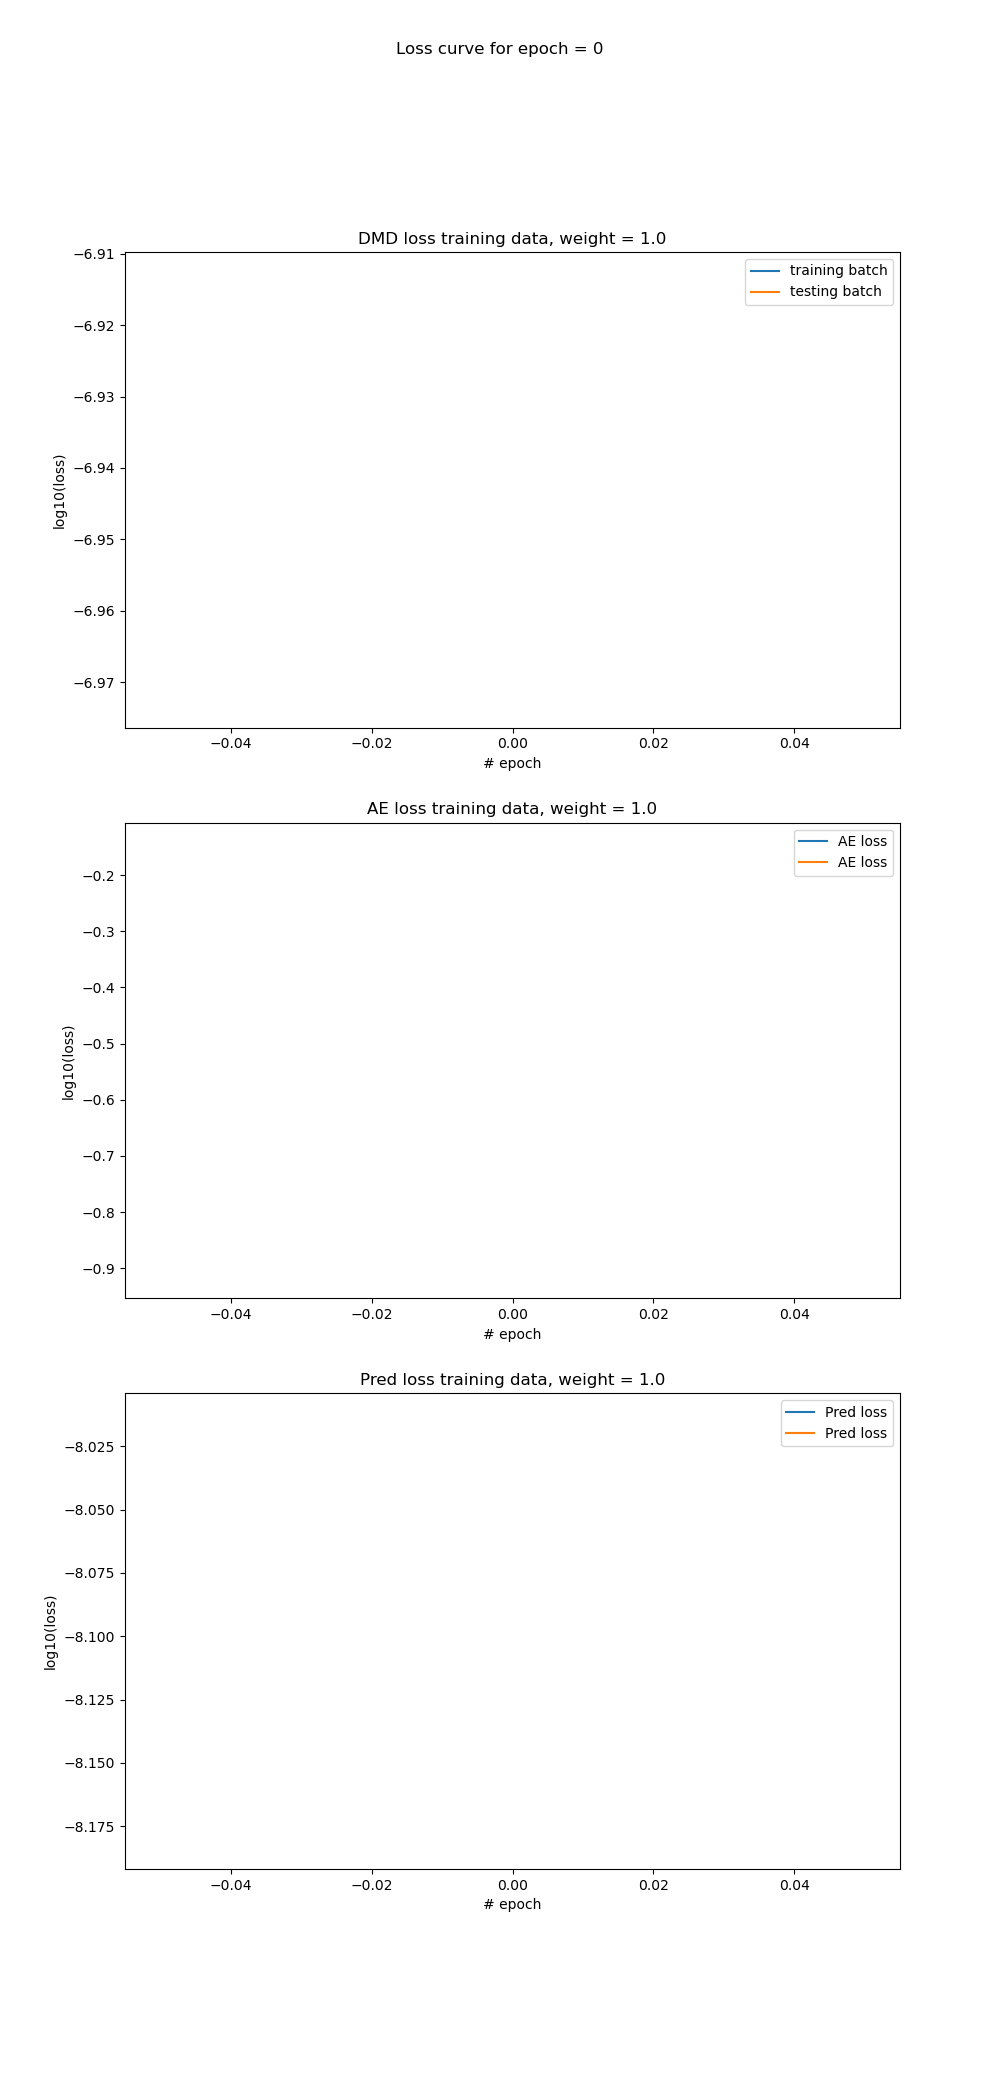 Loss curve for epoch = 0
DMD loss training data, weight = 1.0
training batch
testing batch
−6.91
−6.92
−6.93
−6.94
−6.95
−6.96
−6.97
log10(loss)
−0.04 −0.02 0.00 0.02 0.04
# epoch
AE loss training data, weight = 1.0
AE loss
AE loss
−0.2
−0.3
−0.4
−0.5
−0.6
−0.7
−0.8
−0.9
log10(loss)
−0.04 −0.02 0.00 0.02 0.04
# epoch
Pred loss training data, weight = 1.0
Pred loss
Pred loss
−8.025
−8.050
−8.075
−8.100
−8.125
−8.150
−8.175
log10(loss)
−0.04 −0.02 0.00 0.02 0.04
# epoch